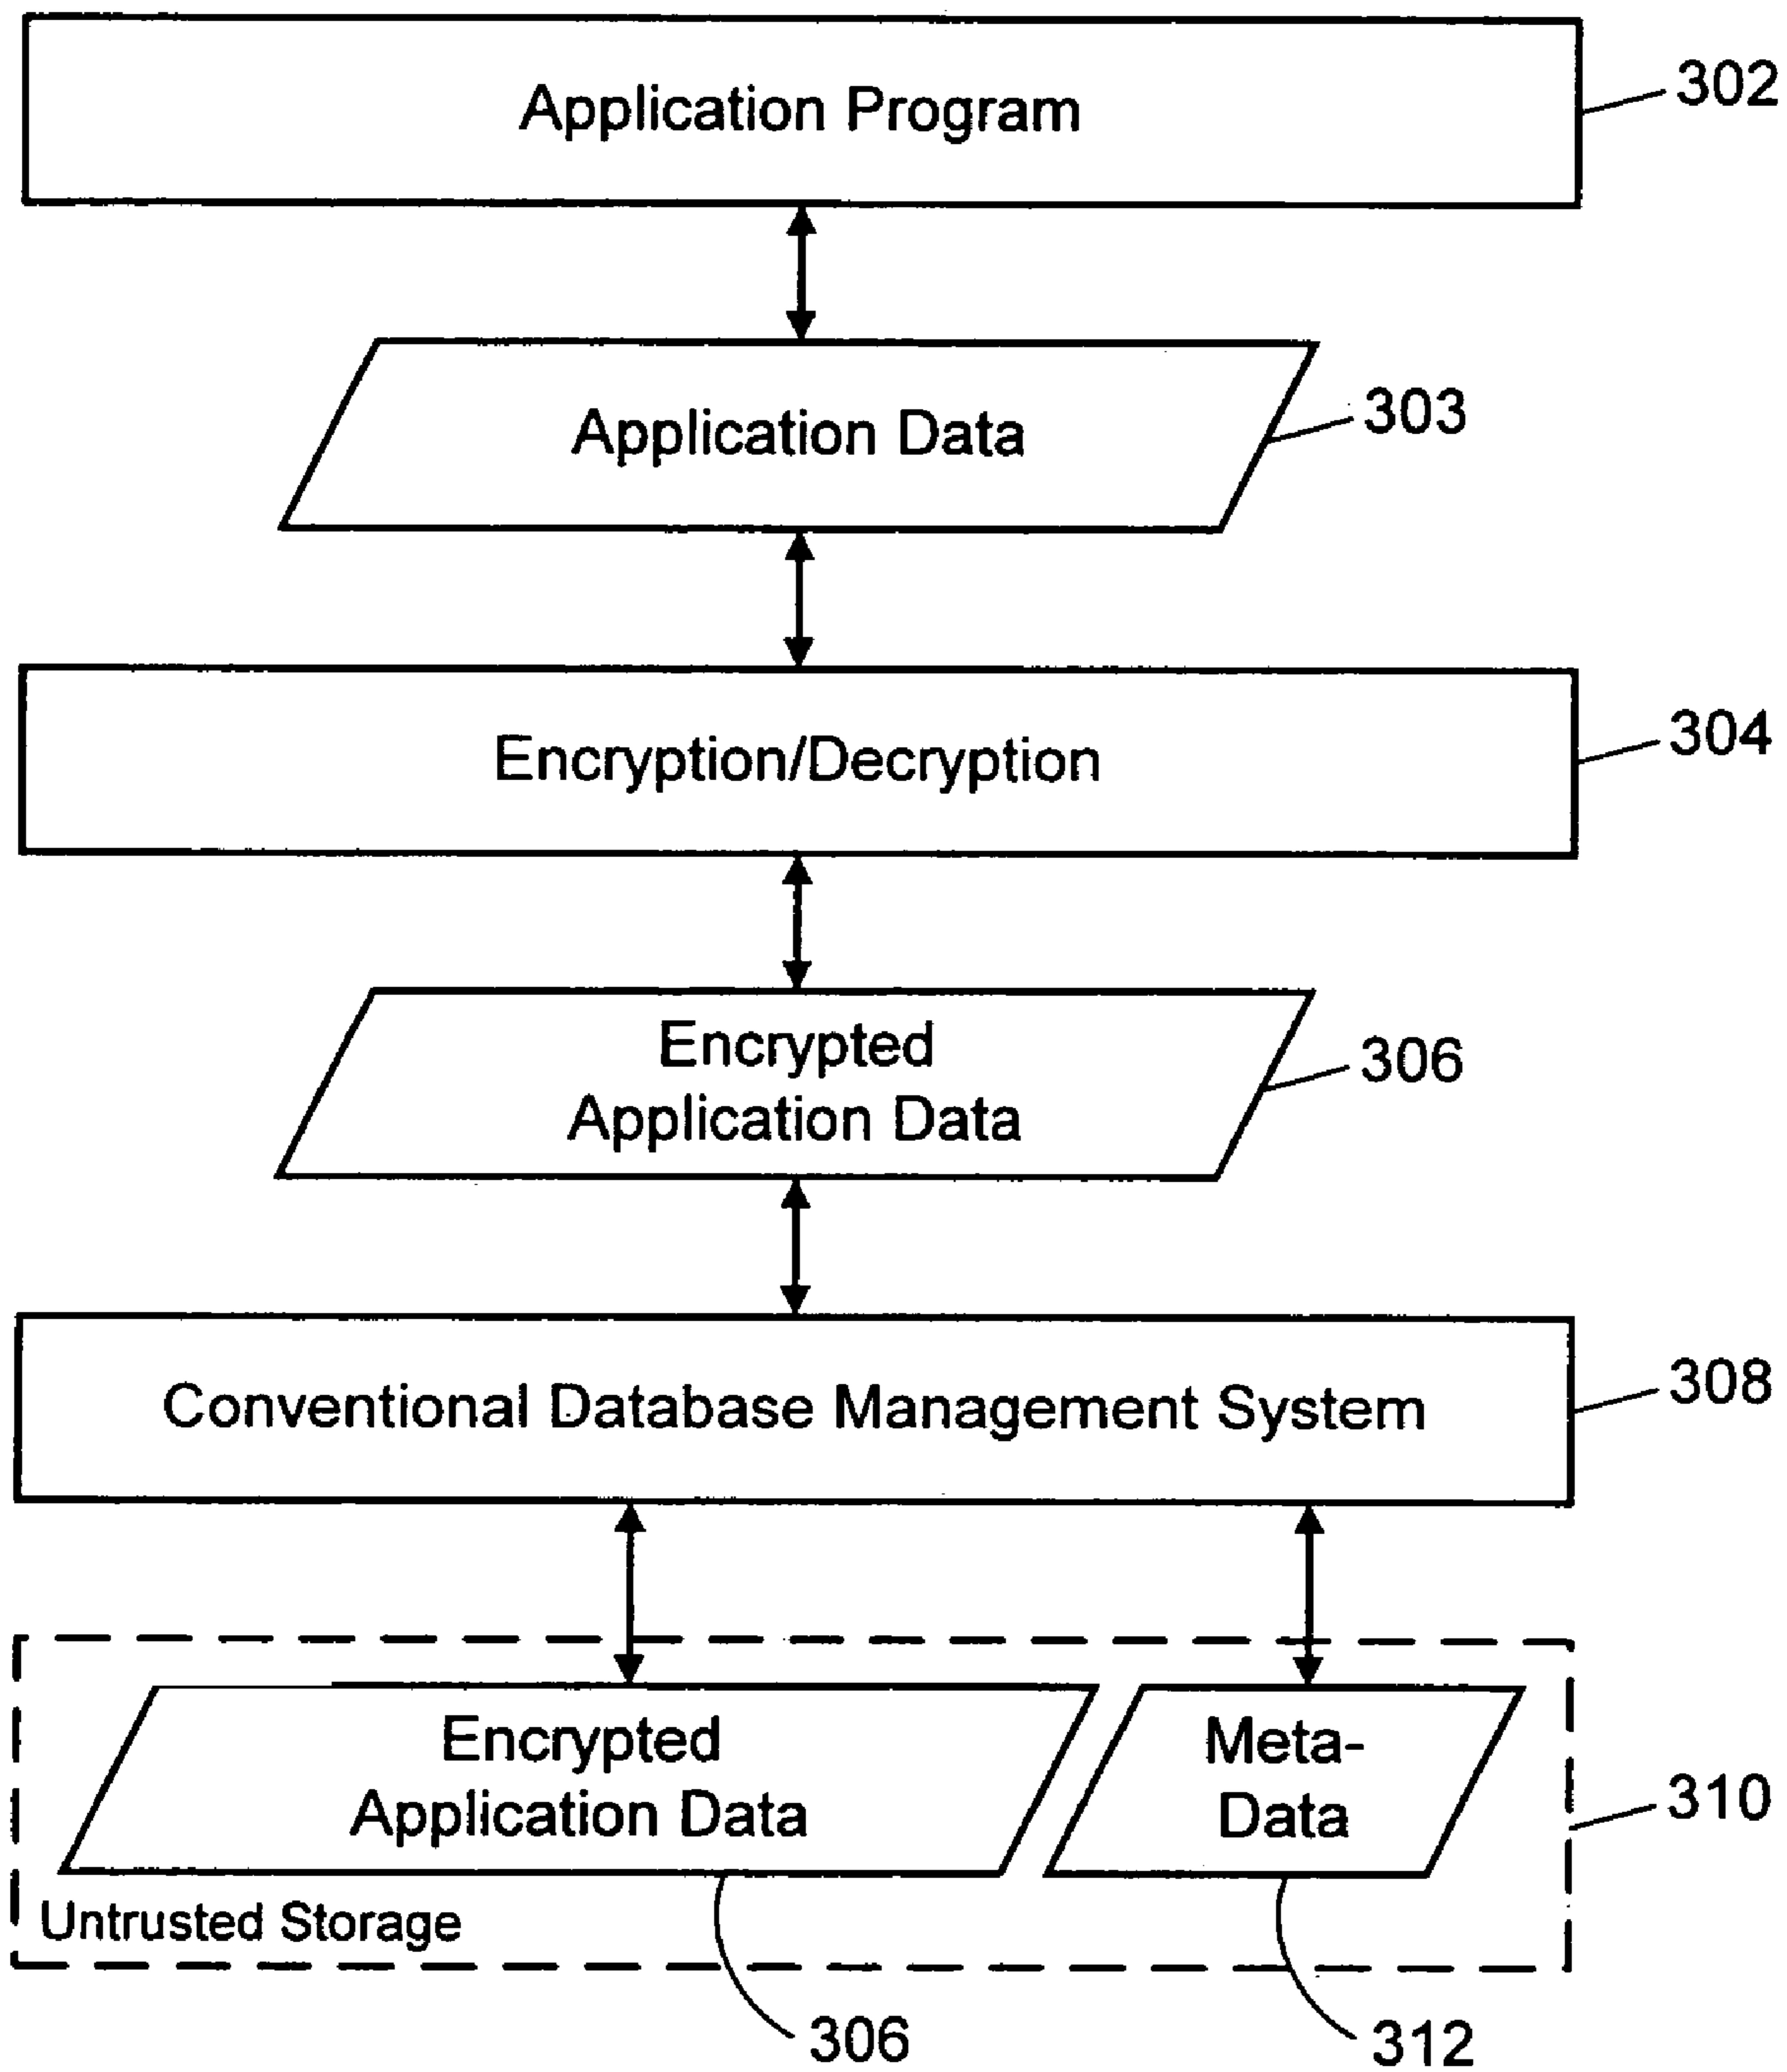 Application Program
302
Application Data
303
Encryption/Decryption
304
Encrypted
Application Data
306
Conventional Database Management System
308
Encrypted
Application Data
Meta-
Data
310
Untrusted Storage
306
312